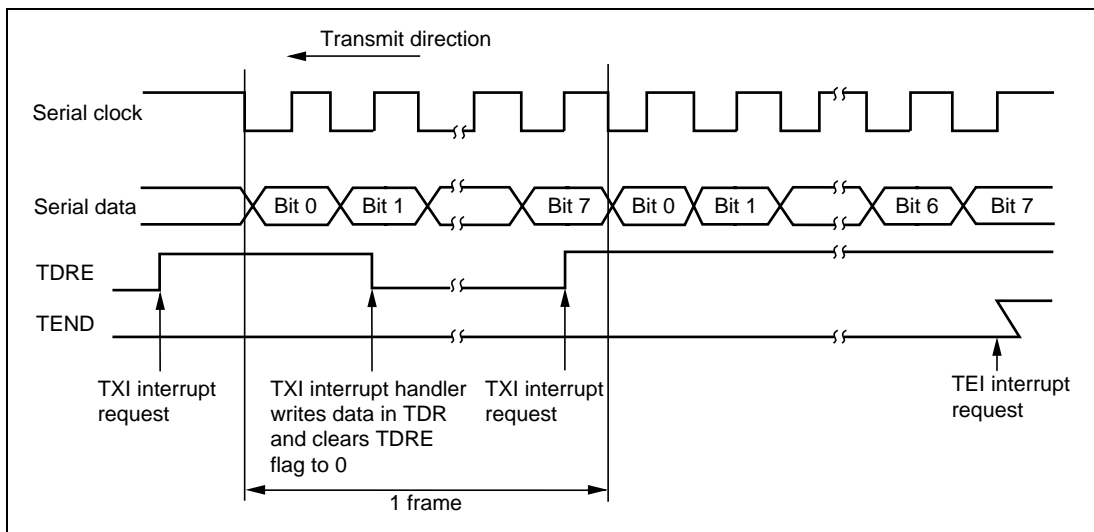 Transmit direction
Serial clock
Serial data
Bit 0
Bit 1
Bit 7
Bit 0
Bit 1
Bit 6
Bit 7
TDRE
TEND
TXI interrupt
request
TXI interrupt handler
writes data in TDR
and clears TDRE
flag to 0
TXI interrupt
request
TEI interrupt
request
1 frame